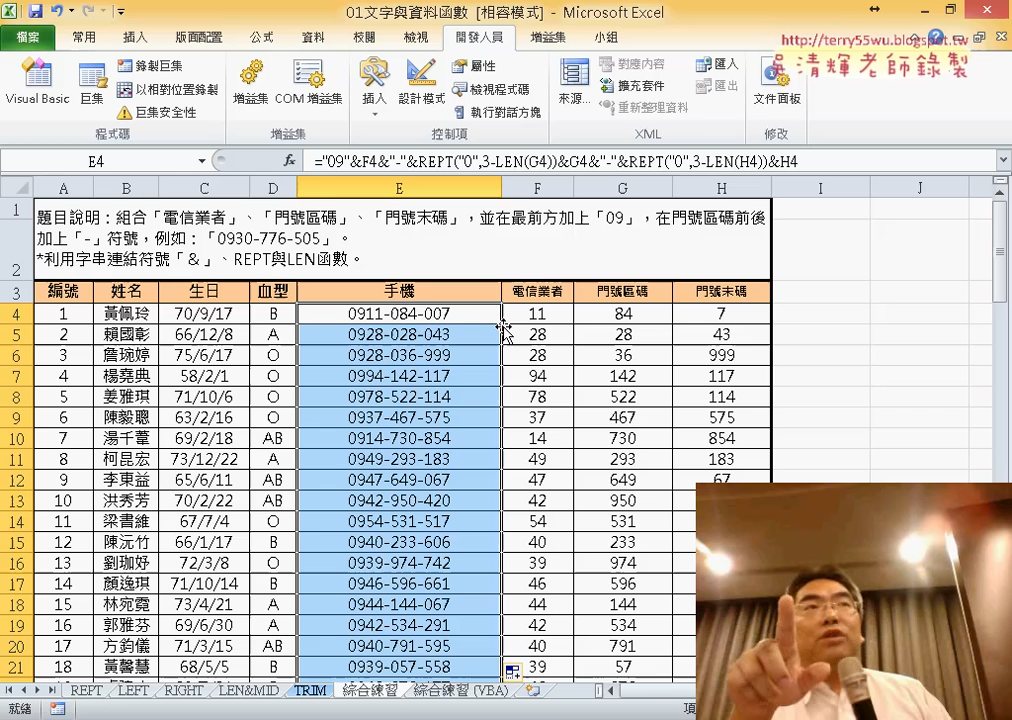 01文字與資料函數 [相容模式] - Microsoft Excel
檔案 常用 插入 版面配置 公式 資料 校閱 檢視 開發人員 增益集 小組
http://terry55wu.blogspot.tw
吳清輝老師錄製
Visual Basic 巨集 錄製巨集 以相對位置錄製 巨集安全性 程式碼
增益集 COM 增益集 增益集
插入 設計模式 屬性 檢視程式碼 執行對話方塊 控制項
來源... 對應內容 擴充套件 重新整理資料 匯入 匯出 XML
文件面板 修改
E4 fx ="09"&F4&"-"&REPT("0",3-LEN(G4))&G4&"-"&REPT("0",3-LEN(H4))&H4
A B C D E F G H I J
1 題目說明：組合「電信業者」、「門號區碼」、「門號末碼」，並在最前方加上「09」，在門號區碼前後
加上「-」符號，例如：「0930-776-505」。
2 *利用字串連結符號「&」、REPT與LEN函數。
3 編號 姓名 生日 血型 手機 電信業者 門號區碼 門號末碼
4 1 黃佩玲 70/9/17 B 0911-084-007 11 84 7
5 2 賴國彰 66/12/8 A 0928-028-043 28 28 43
6 3 詹琬婷 75/6/17 O 0928-036-999 28 36 999
7 4 楊堯典 58/2/1 O 0994-142-117 94 142 117
8 5 姜雅琪 71/10/6 O 0978-522-114 78 522 114
9 6 陳毅聰 63/2/16 O 0937-467-575 37 467 575
10 7 湯千葦 69/2/18 AB 0914-730-854 14 730 854
11 8 柯昆宏 73/12/22 A 0949-293-183 49 293 183
12 9 李東益 65/6/11 AB 0947-649-067 47 649 67
13 10 洪秀芳 70/2/22 AB 0942-950-420 42 950
14 11 梁書維 67/7/4 O 0954-531-517 54 531
15 12 陳沅竹 66/1/17 B 0940-233-606 40 233
16 13 劉珈妤 72/3/8 O 0939-974-742 39 974
17 14 顏逸琪 71/10/14 B 0946-596-661 46 596
18 15 林宛霓 73/4/21 A 0944-144-067 44 144
19 16 郭雅芬 69/6/30 A 0942-534-291 42 534
20 17 方鈞儀 71/3/15 AB 0940-791-595 40 791
21 18 黃馨慧 68/5/5 B 0939-057-558 39 57
REPT LEFT RIGHT LEN&MID TRIM 綜合練習 綜合練習 (VBA)
就緒 項